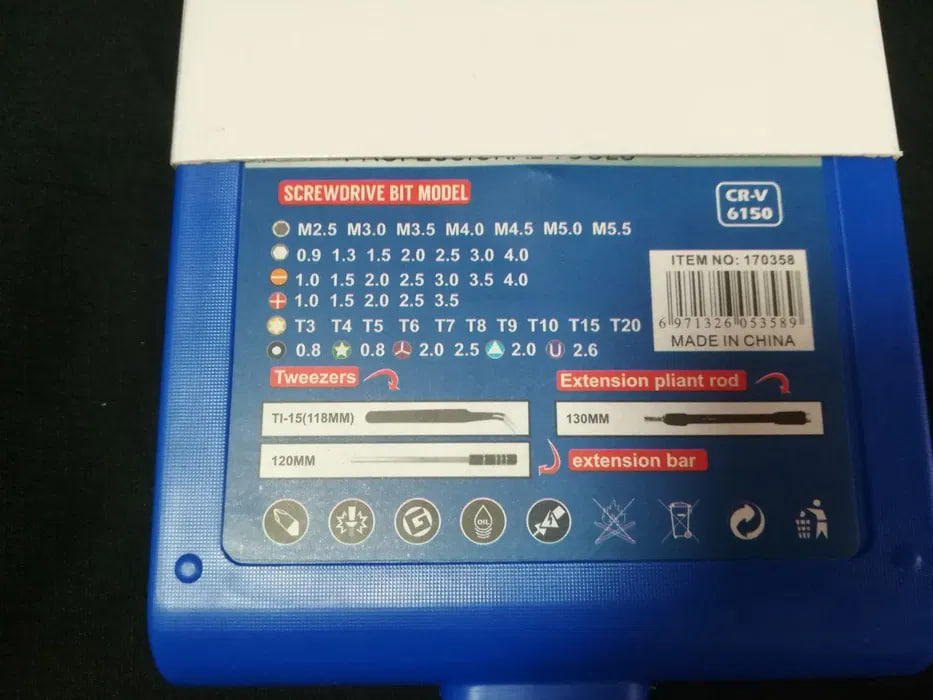 PROFESSIONAL TOOLS
SCREWDRIVE BIT MODEL
CR-V
6150
M2.5 M3.0 M3.5 M4.0 M4.5 M5.0 M5.5
0.9 1.3 1.5 2.0 2.5 3.0 4.0
1.0 1.5 2.0 2.5 3.0 3.5 4.0
1.0 1.5 2.0 2.5 3.5
T3 T4 T5 T6 T7 T8 T9 T10 T15 T20
0.8 0.8 2.0 2.5 2.0 U 2.6
ITEM NO: 170358
6 971326 053589
MADE IN CHINA
Tweezers
Extension pliant rod
TI-15(118MM)
130MM
120MM
extension bar
OIL